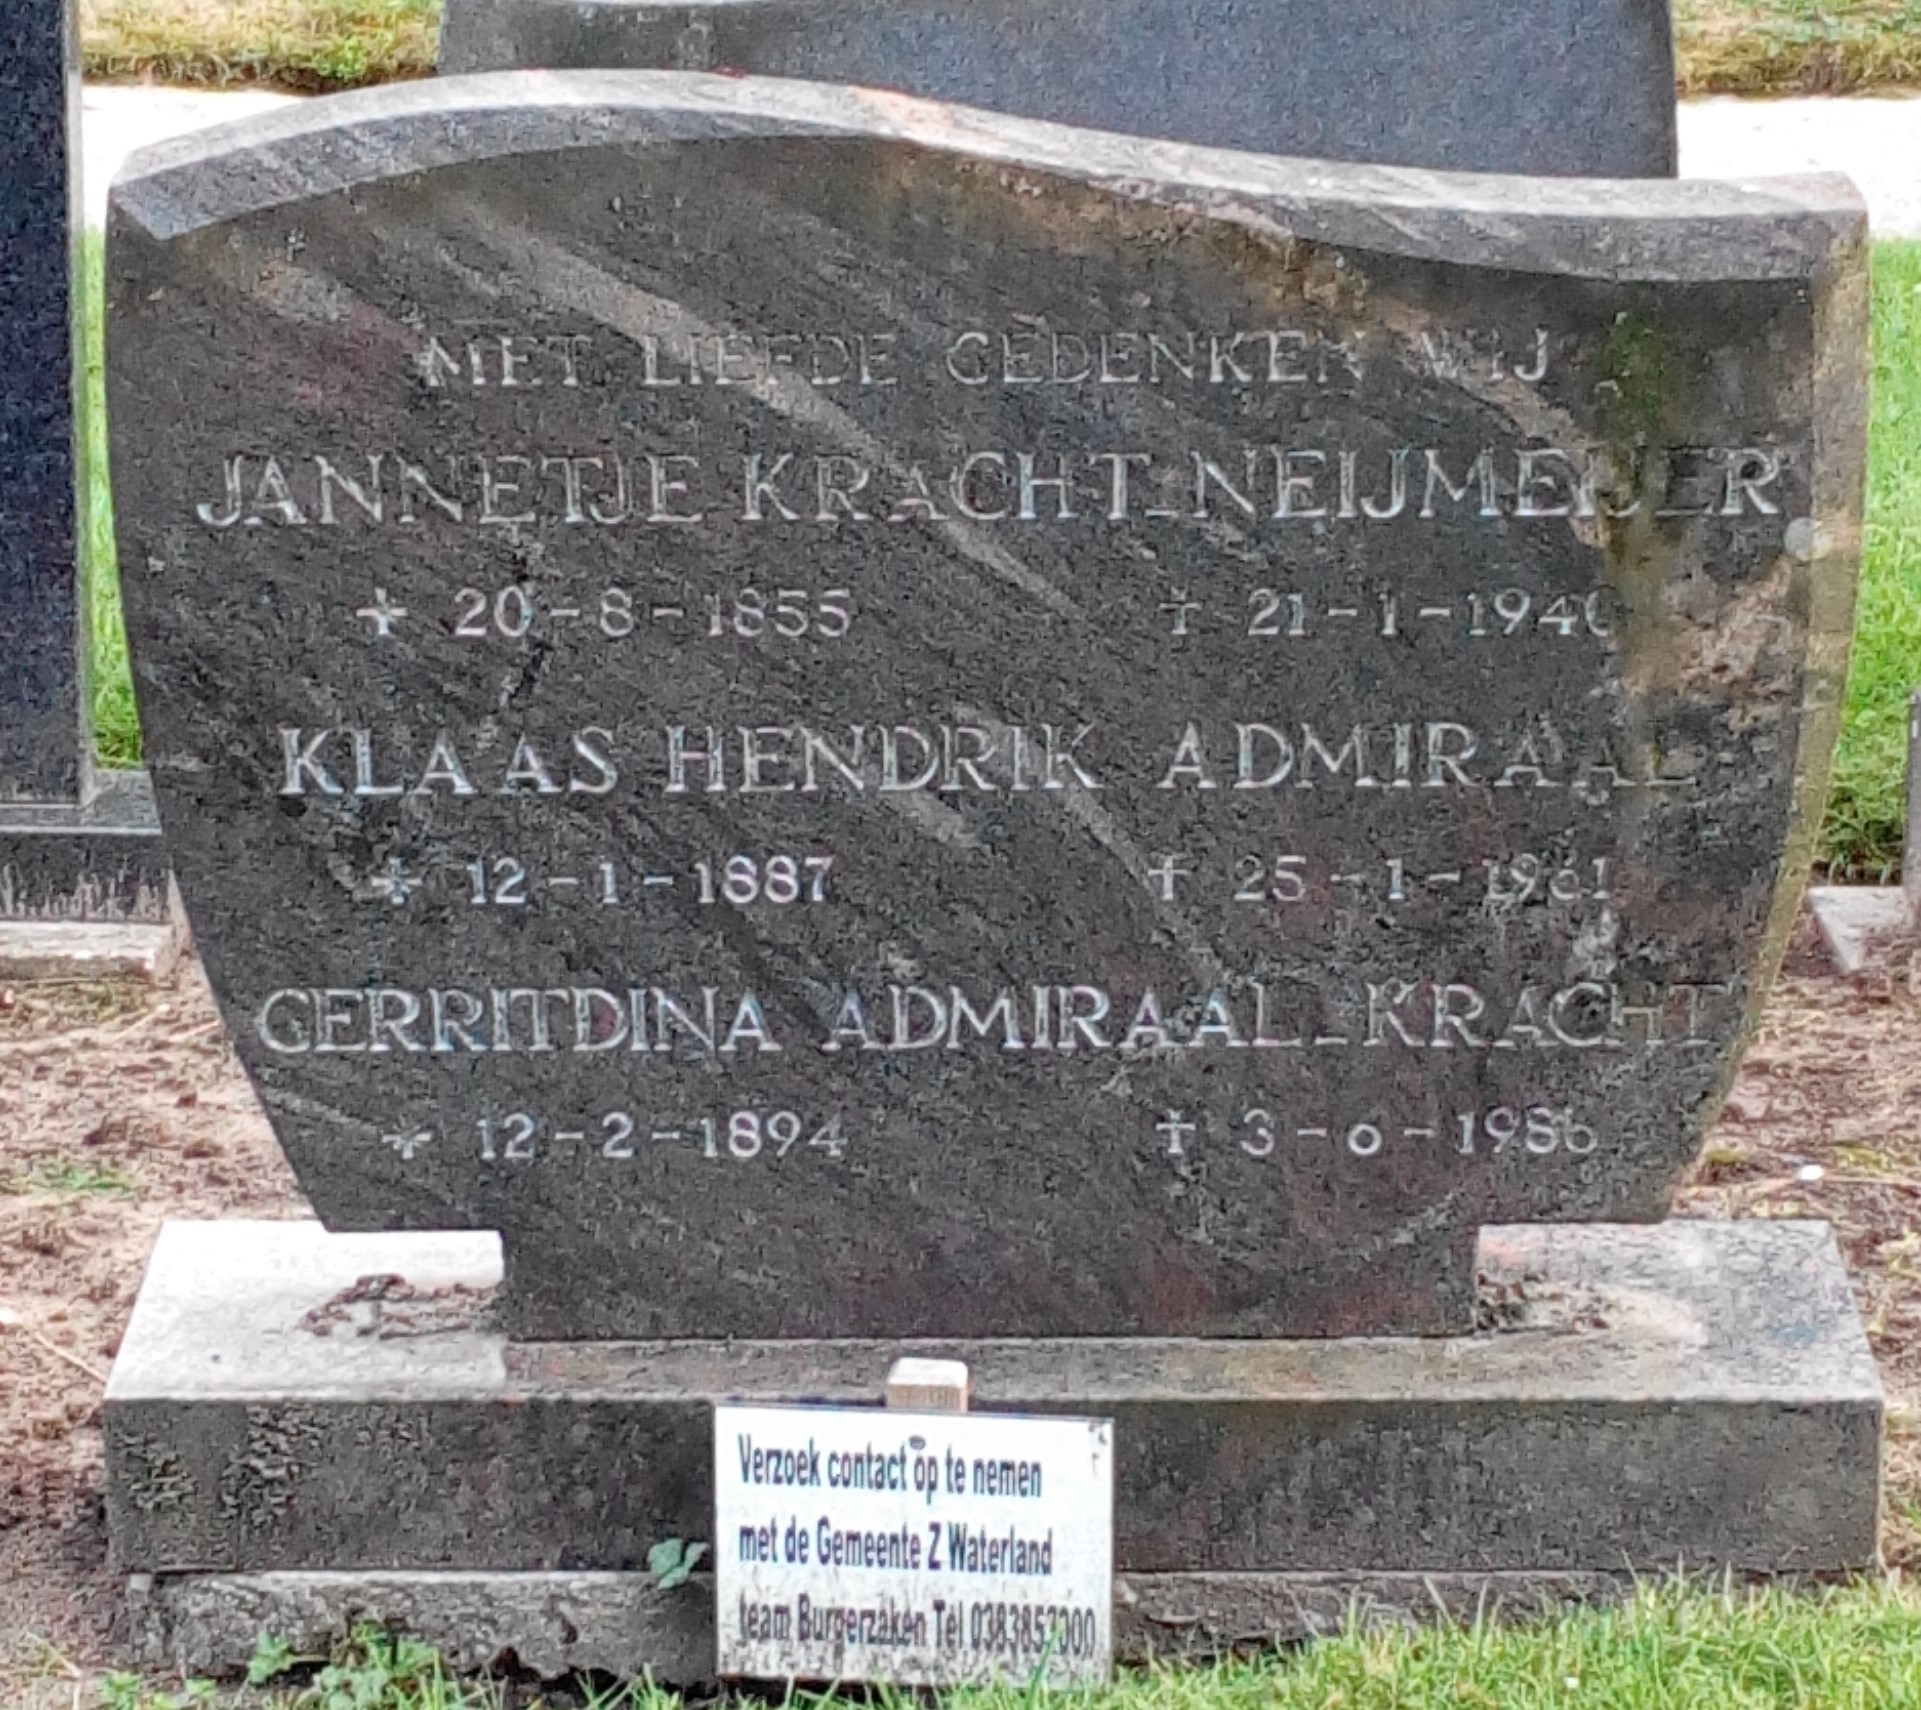 MET LIEFDE GEDENKEN WIJ
JANNETJE KRACHT-NEIJMEIJER
+ 20-8-1855 † 21-1-1940
KLAAS HENDRIK ADMIRAAL
+ 12-1-1887 † 25-1-1961
GERRITDINA ADMIRAAL-KRACHT
+ 12-2-1894 † 3-6-1986
Verzoek contact op te nemen
met de Gemeente Z Waterland
team Burgerzaken Tel